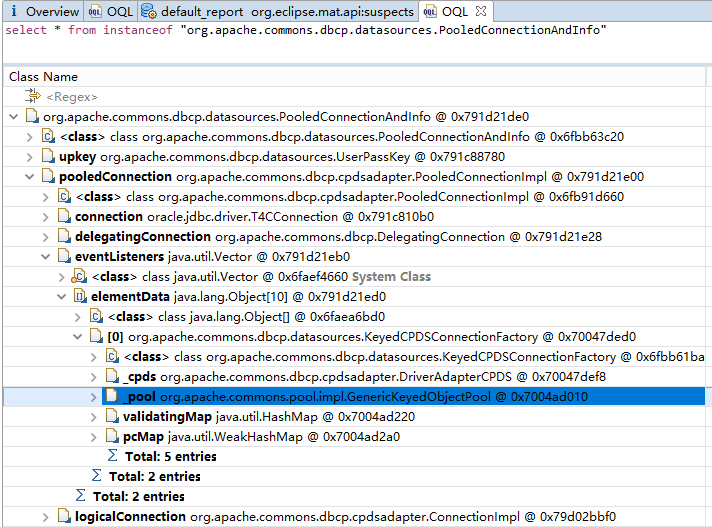 Overview OQL default_report org.eclipse.mat.api:suspects OQL
select * from instanceof "org.apache.commons.dbcp.datasources.PooledConnectionAndInfo"
Class Name
<Regex>
org.apache.commons.dbcp.datasources.PooledConnectionAndInfo @ 0x791d21de0
<class> class org.apache.commons.dbcp.datasources.PooledConnectionAndInfo @ 0x6fbb63c20
upkey org.apache.commons.dbcp.datasources.UserPassKey @ 0x791c88780
pooledConnection org.apache.commons.dbcp.cpdsadapter.PooledConnectionImpl @ 0x791d21e00
<class> class org.apache.commons.dbcp.cpdsadapter.PooledConnectionImpl @ 0x6fb91d660
connection oracle.jdbc.driver.T4CConnection @ 0x791c810b0
delegatingConnection org.apache.commons.dbcp.DelegatingConnection @ 0x791d21e28
eventListeners java.util.Vector @ 0x791d21eb0
<class> class java.util.Vector @ 0x6faef4660 System Class
elementData java.lang.Object[10] @ 0x791d21ed0
<class> class java.lang.Object[] @ 0x6faea6bd0
[0] org.apache.commons.dbcp.datasources.KeyedCPDSConnectionFactory @ 0x70047ded0
<class> class org.apache.commons.dbcp.datasources.KeyedCPDSConnectionFactory @ 0x6fbb61ba
_cpds org.apache.commons.dbcp.cpdsadapter.DriverAdapterCPDS @ 0x70047def8
_pool org.apache.commons.pool.impl.GenericKeyedObjectPool @ 0x7004ad010
validatingMap java.util.HashMap @ 0x7004ad220
pcMap java.util.WeakHashMap @ 0x7004ad2a0
Σ Total: 5 entries
Σ Total: 2 entries
Σ Total: 2 entries
logicalConnection org.apache.commons.dbcp.cpdsadapter.ConnectionImpl @ 0x79d02bbf0